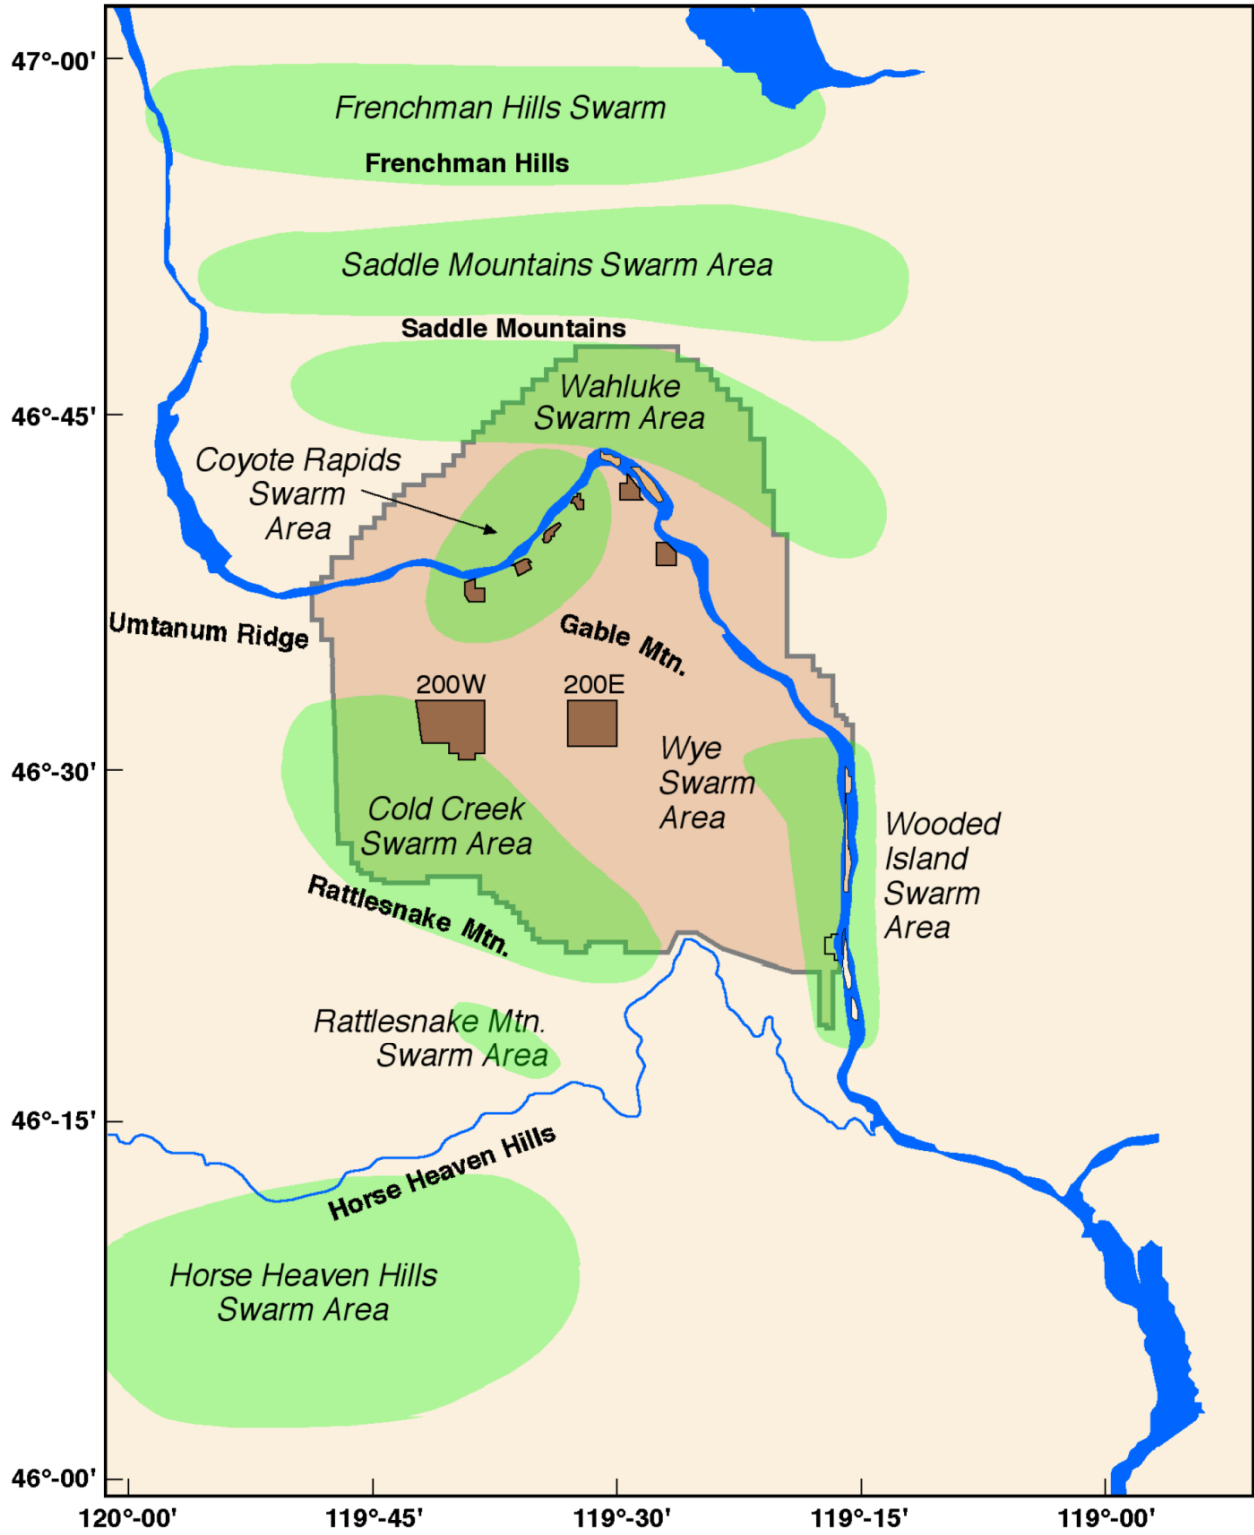 47°-00'
Frenchman Hills Swarm
Frenchman Hills
Saddle Mountains Swarm Area
Saddle Mountains
Wahluke
Swarm Area
46°-45'
Coyote Rapids
Swarm
Area
Umtanum Ridge
Gable Mtn.
200W
200E
Wye
Swarm
Area
46°-30'
Cold Creek
Swarm Area
Wooded
Island
Swarm
Area
Rattlesnake Mtn.
Rattlesnake Mtn.
Swarm Area
46°-15'
Horse Heaven Hills
Horse Heaven Hills
Swarm Area
46°-00'
120°-00'
119°-45'
119°-30'
119°-15'
119°-00'